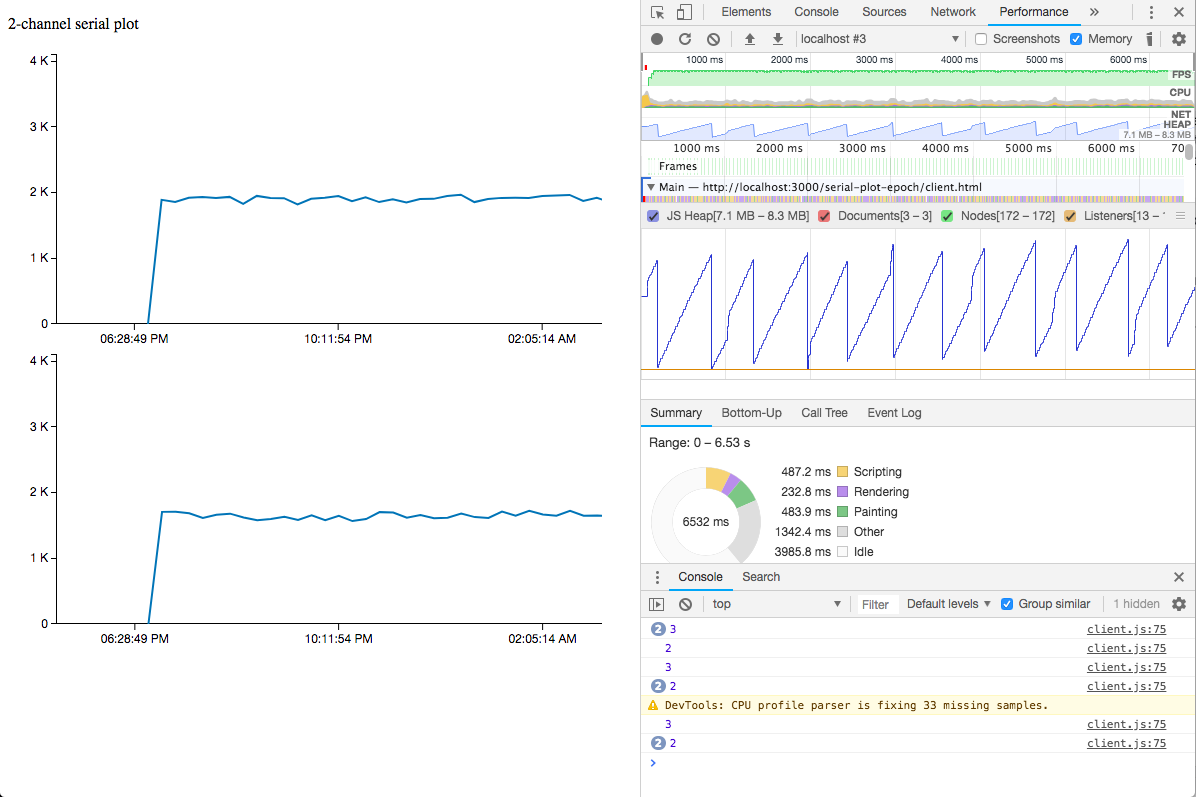 2-channel serial plot
4 K
3 K
2 K
1 K
0
06:28:49 PM 10:11:54 PM 02:05:14 AM
4 K
3 K
2 K
1 K
0
06:28:49 PM 10:11:54 PM 02:05:14 AM
Elements Console Sources Network Performance »
localhost #3 Screenshots Memory
1000 ms 2000 ms 3000 ms 4000 ms 5000 ms 6000 ms
FPS
CPU
NET
HEAP
7.1 MB – 8.3 MB
1000 ms 2000 ms 3000 ms 4000 ms 5000 ms 6000 ms 70
Frames
Main — http://localhost:3000/serial-plot-epoch/client.html
JS Heap[7.1 MB – 8.3 MB] Documents[3 – 3] Nodes[172 – 172] Listeners[13 –
Summary Bottom-Up Call Tree Event Log
Range: 0 – 6.53 s
6532 ms
487.2 ms Scripting
232.8 ms Rendering
483.9 ms Painting
1342.4 ms Other
3985.8 ms Idle
Console Search
top Filter Default levels Group similar 1 hidden
2 3 client.js:75
2 client.js:75
3 client.js:75
2 2 client.js:75
DevTools: CPU profile parser is fixing 33 missing samples.
3 client.js:75
2 2 client.js:75